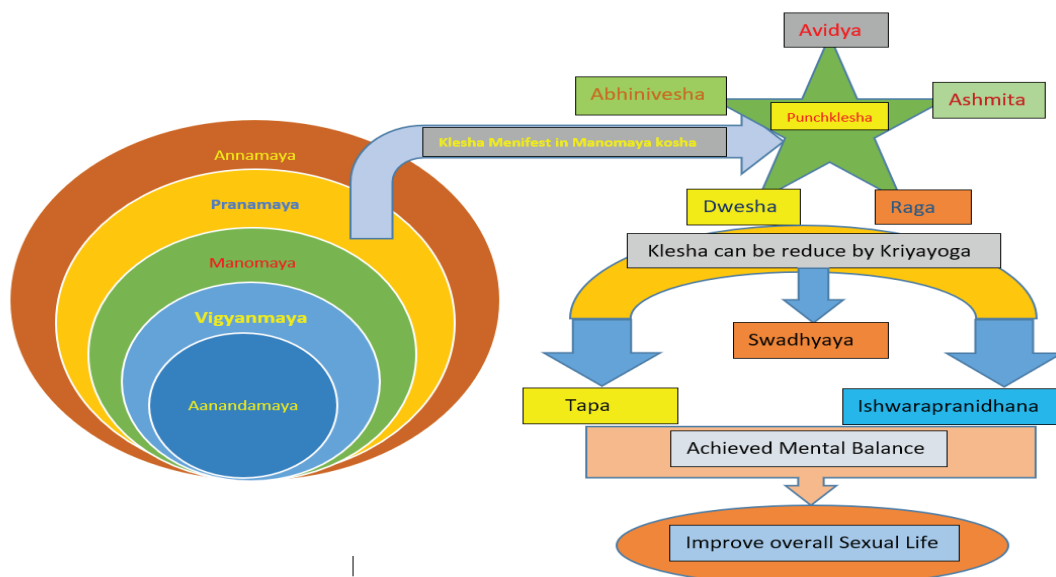 Avidya
Abhinivesha
Ashmita
Punchklesha
Klesha Menifest in Manomaya kosha
Annamaya
Pranamaya
Manomaya
Vigyanmaya
Aanandamaya
Dwesha
Raga
Klesha can be reduce by Kriyayoga
Swadhyaya
Tapa
Ishwarapranidhana
Achieved Mental Balance
Improve overall Sexual Life